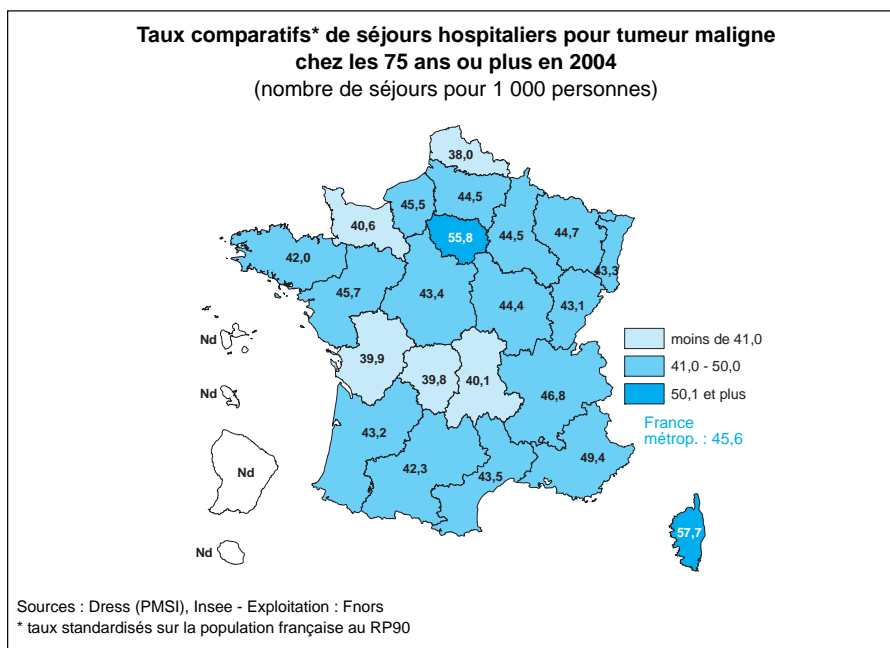 Taux comparatifs* de séjours hospitaliers pour tumeur maligne
chez les 75 ans ou plus en 2004
(nombre de séjours pour 1 000 personnes)
38,0
44,5
45,5
40,6
55,8
44,5
44,7
43,3
42,0
45,7
43,4
44,4
43,1
Nd
39,9
39,8
40,1
46,8
Nd
43,2
42,3
43,5
49,4
Nd
Nd
57,7
moins de 41,0
41,0 - 50,0
50,1 et plus
France
métrop. : 45,6
Sources : Dress (PMSI), Insee - Exploitation : Fnors
* taux standardisés sur la population française au RP90